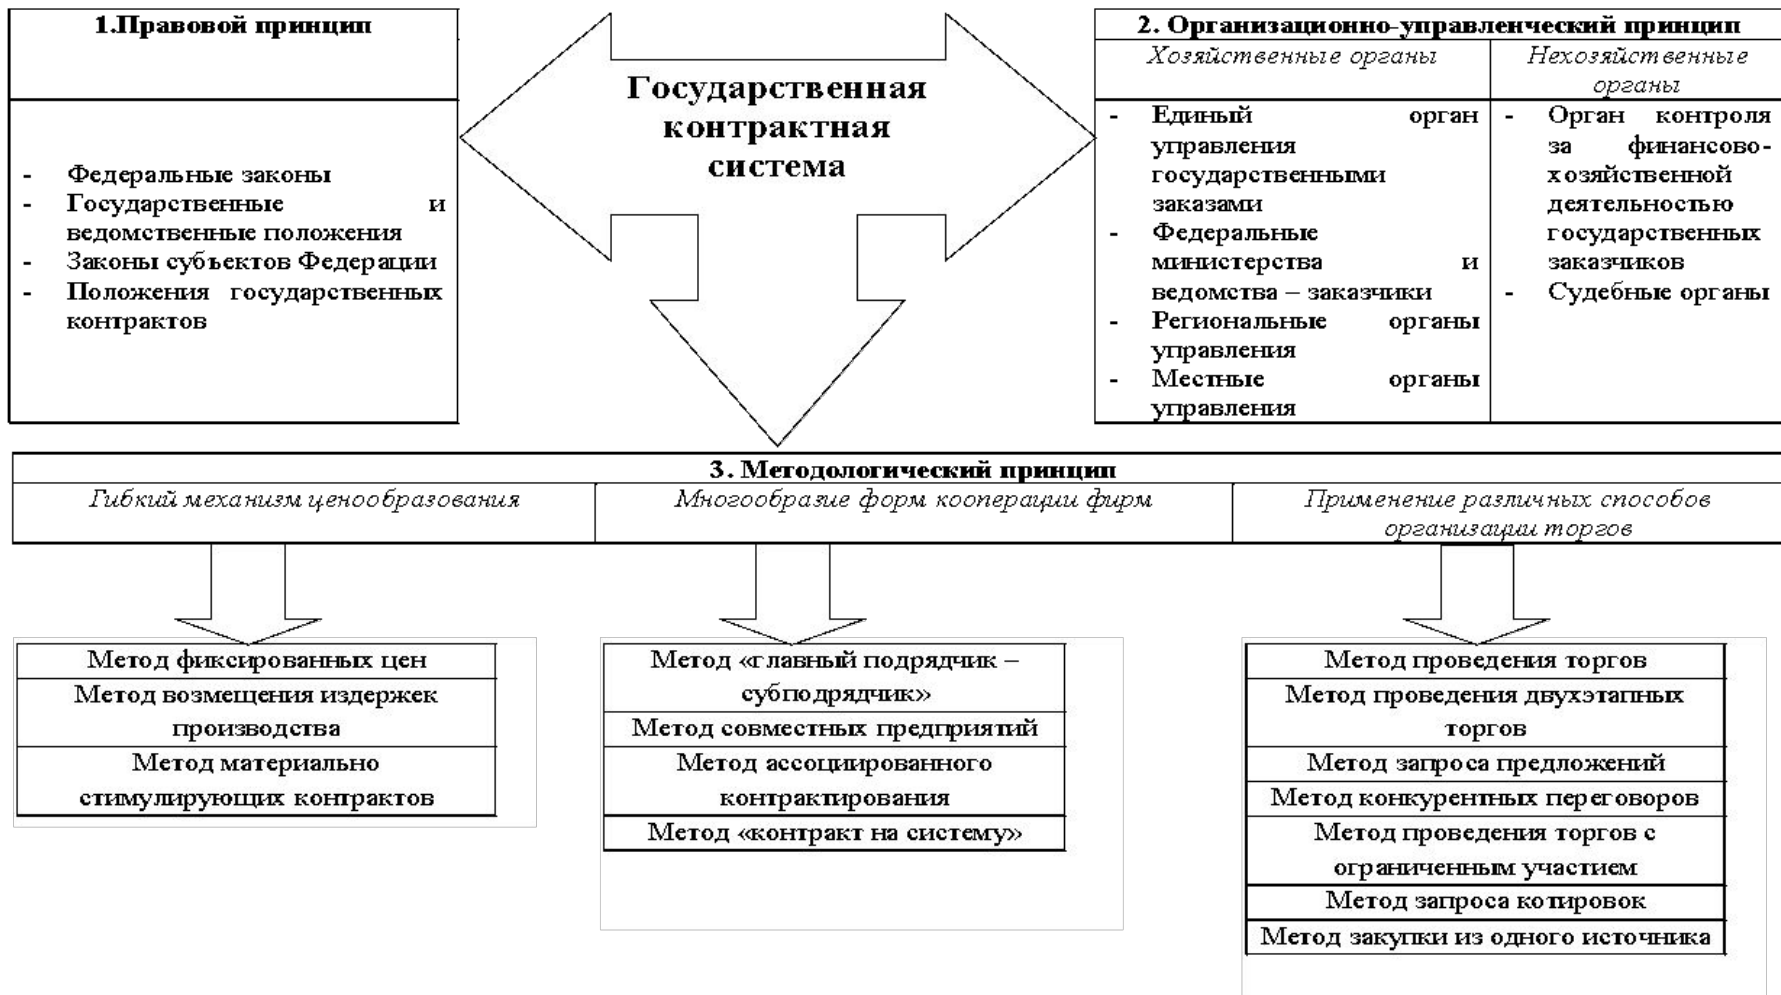 1.Правовой принцип
- Федеральные законы
- Государственные и
ведомственные положения
- Законы субъектов Федерации
- Положения государственных
контрактов
Государственная
контрактная
система
2. Организационно-управленческий принцип
Хозяйственные органы
- Единый орган
управления
государственными
заказами
- Федеральные
министерства и
ведомства – заказчики
- Региональные органы
управления
- Местные органы
управления
Нехозяйственные
органы
- Орган контроля
за финансово-
хозяйственной
деятельностью
государственных
заказчиков
- Судебные органы
3. Методологический принцип
Гибкий механизм ценообразования
Многообразие форм кооперации фирм
Применение различных способов
организации торгов
Метод фиксированных цен
Метод возмещения издержек
производства
Метод материально
стимулирующих контрактов
Метод «главный подрядчик –
субподрядчик»
Метод совместных предприятий
Метод ассоциированного
контрактирования
Метод «контракт на систему»
Метод проведения торгов
Метод проведения двухэтапных
торгов
Метод запроса предложений
Метод конкурентных переговоров
Метод проведения торгов с
ограниченным участием
Метод запроса котировок
Метод закупки из одного источника